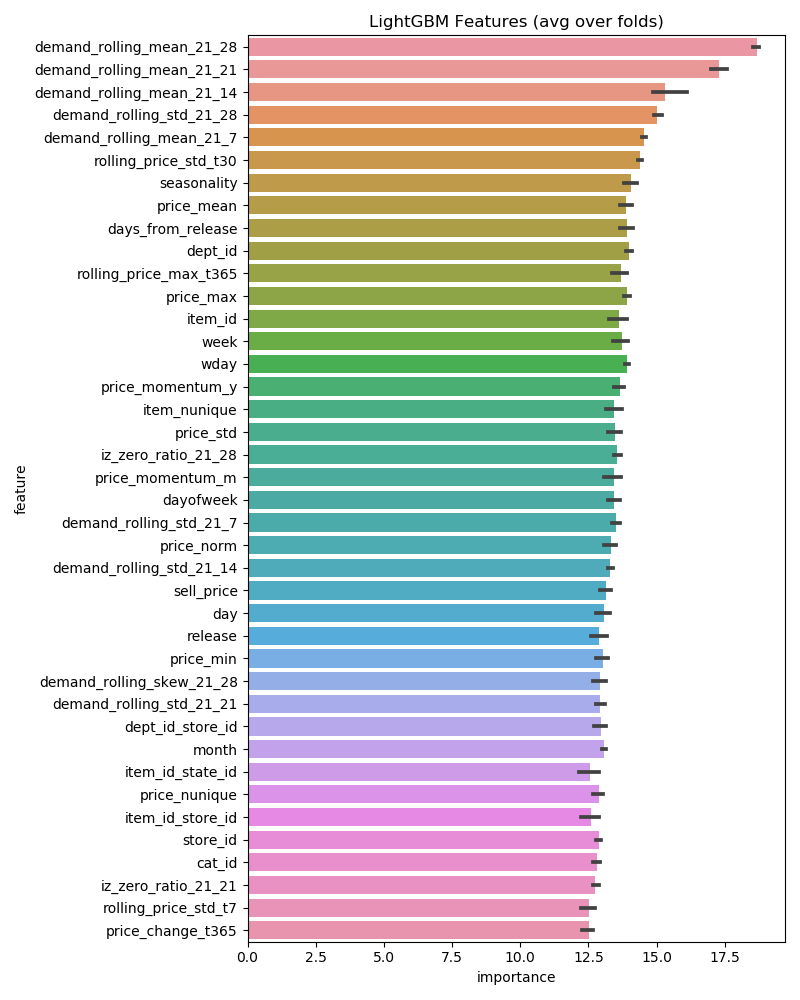 LightGBM Features (avg over folds)
demand_rolling_mean_21_28
demand_rolling_mean_21_21
demand_rolling_mean_21_14
demand_rolling_std_21_28
demand_rolling_mean_21_7
rolling_price_std_t30
seasonality
price_mean
days_from_release
dept_id
rolling_price_max_t365
price_max
item_id
week
wday
price_momentum_y
item_nunique
price_std
iz_zero_ratio_21_28
price_momentum_m
dayofweek
demand_rolling_std_21_7
price_norm
demand_rolling_std_21_14
sell_price
day
release
price_min
demand_rolling_skew_21_28
demand_rolling_std_21_21
dept_id_store_id
month
item_id_state_id
price_nunique
item_id_store_id
store_id
cat_id
iz_zero_ratio_21_21
rolling_price_std_t7
price_change_t365
feature
0.0 2.5 5.0 7.5 10.0 12.5 15.0 17.5
importance